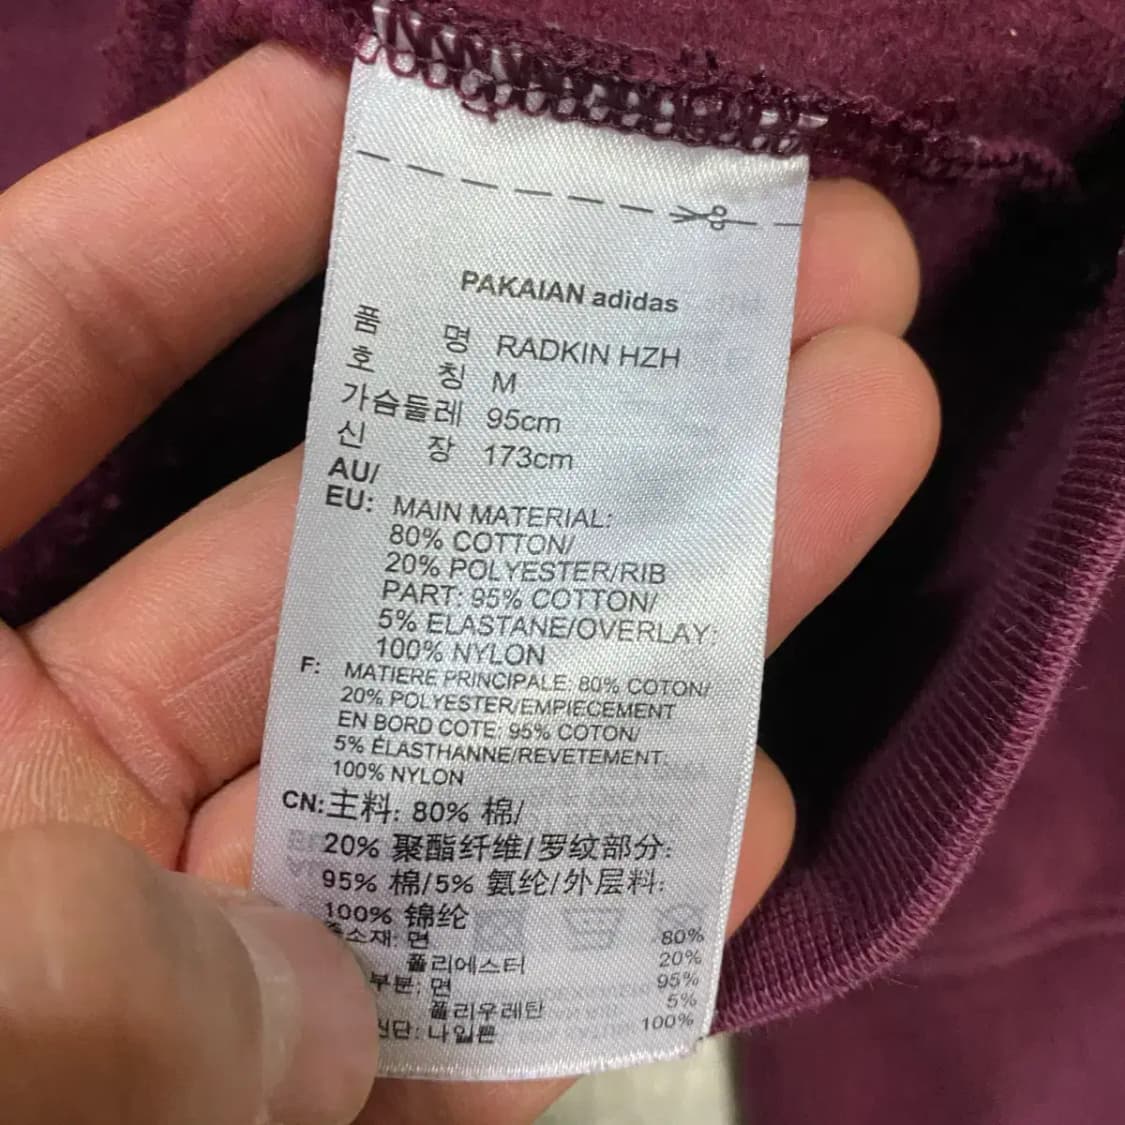 PAKAIAN adidas
품 명 RADKIN HZH
호 칭 M
가슴둘레 95cm
신 장 173cm
AU/
EU: MAIN MATERIAL:
80% COTTON/
20% POLYESTER/RIB
PART: 95% COTTON/
5% ELASTANE/OVERLAY:
100% NYLON
F: MATIERE PRINCIPALE: 80% COTON/
20% POLYESTER/EMPIECEMENT
EN BORD COTE: 95% COTON/
5% ÉLASTHANNE/REVETEMENT:
100% NYLON
CN:主料: 80% 棉/
20% 聚酯纤维/罗纹部分:
95% 棉/5% 氨纶/外层料:
100% 锦纶
소재: 면 80%
폴리에스터 20%
부분: 면 95%
폴리우레탄 5%
원단: 나일론 100%